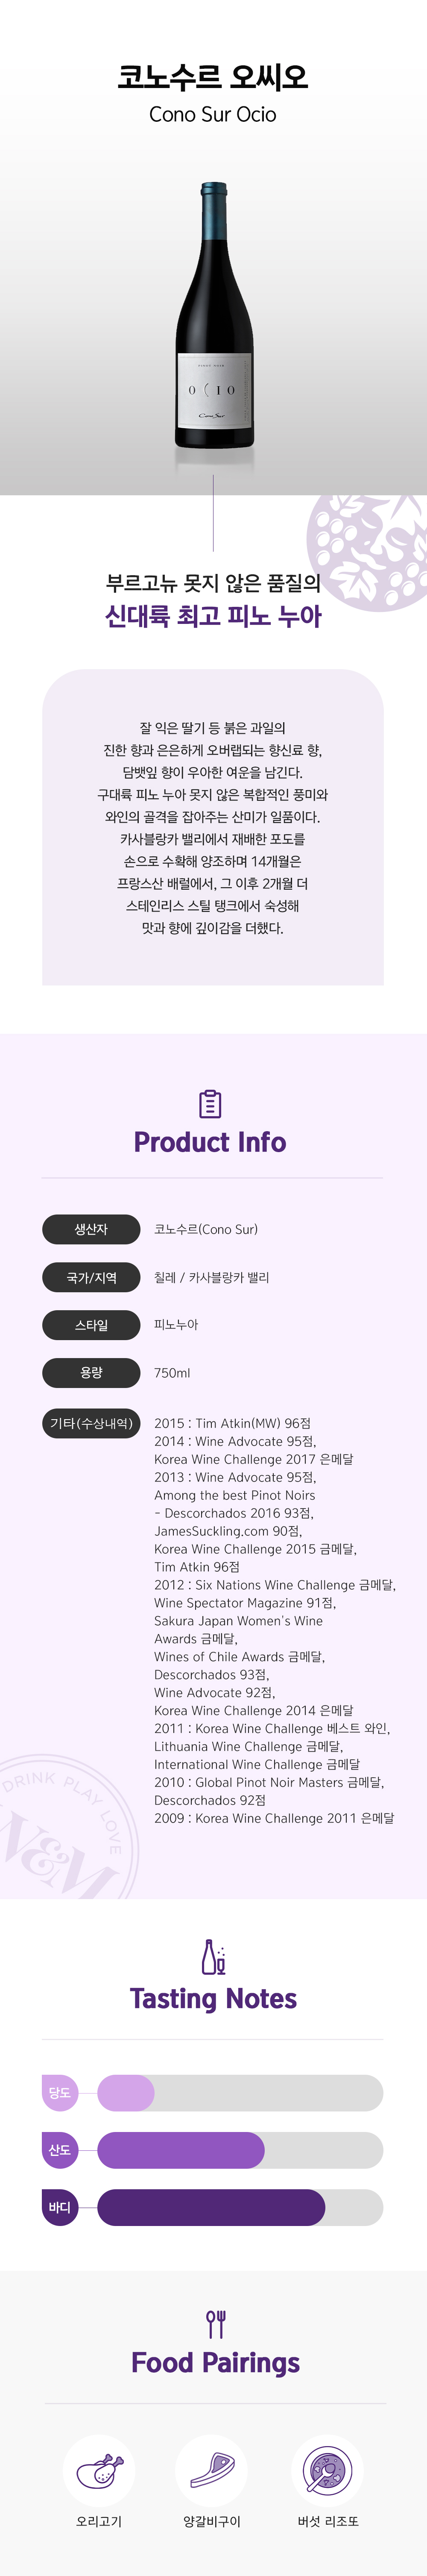 코노수르 오씨오
Cono Sur Ocio
PINOT NOIR
OCIO
Cono Sur
부르고뉴 못지 않은 품질의
신대륙 최고 피노 누아
잘 익은 딸기 등 붉은 과일의
진한 향과 은은하게 오버랩되는 향신료 향,
담뱃잎 향이 우아한 여운을 남긴다.
구대륙 피노 누아 못지 않은 복합적인 풍미와
와인의 골격을 잡아주는 산미가 일품이다.
카사블랑카 밸리에서 재배한 포도를
손으로 수확해 양조하며 14개월은
프랑스산 배럴에서, 그 이후 2개월 더
스테인리스 스틸 탱크에서 숙성해
맛과 향에 깊이감을 더했다.
Product Info
생산자 코노수르(Cono Sur)
국가/지역 칠레 / 카사블랑카 밸리
스타일 피노누아
용량 750ml
기타(수상내역) 2015 : Tim Atkin(MW) 96점
2014 : Wine Advocate 95점,
Korea Wine Challenge 2017 은메달
2013 : Wine Advocate 95점,
Among the best Pinot Noirs
- Descorchados 2016 93점,
JamesSuckling.com 90점,
Korea Wine Challenge 2015 금메달,
Tim Atkin 96점
2012 : Six Nations Wine Challenge 금메달,
Wine Spectator Magazine 91점,
Sakura Japan Women's Wine
Awards 금메달,
Wines of Chile Awards 금메달,
Descorchados 93점,
Wine Advocate 92점,
Korea Wine Challenge 2014 은메달
2011 : Korea Wine Challenge 베스트 와인,
Lithuania Wine Challenge 금메달,
International Wine Challenge 금메달
2010 : Global Pinot Noir Masters 금메달,
Descorchados 92점
2009 : Korea Wine Challenge 2011 은메달
DRINK PLAY LOVE
W&M
Tasting Notes
당도
산도
바디
Food Pairings
오리고기
양갈비구이
버섯 리조또